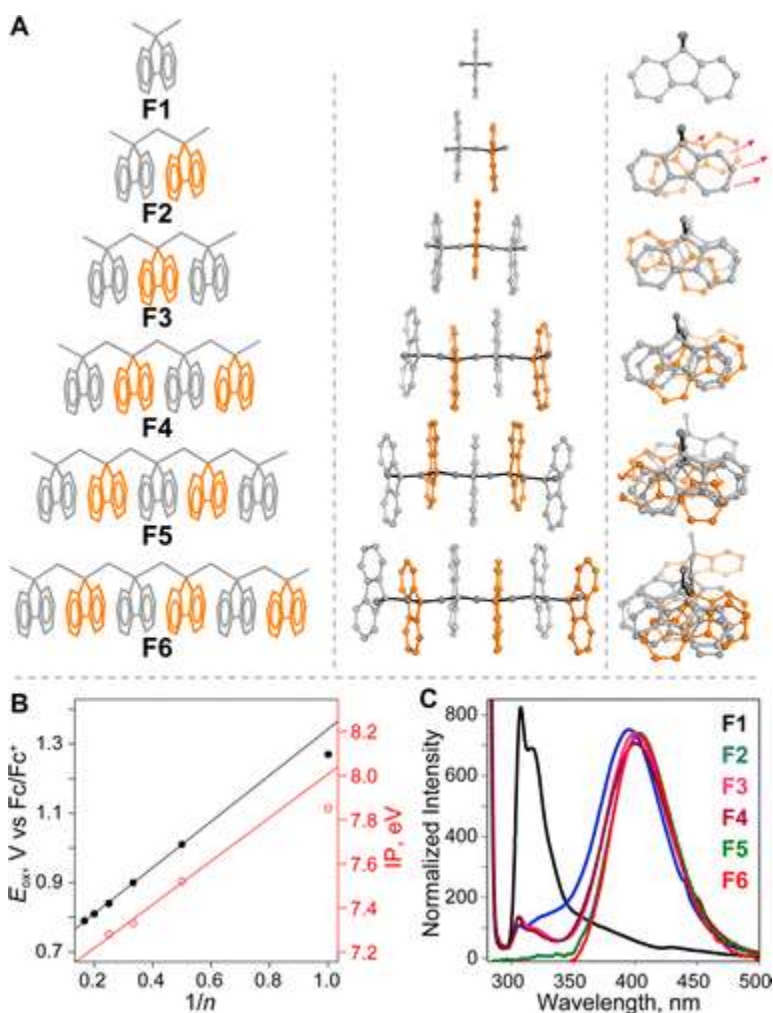 A
F1
F2
F3
F4
F5
F6
B
E_ox, V vs Fc/Fc⁺
1.3
1.1
0.9
0.7
0.2 0.4 0.6 0.8 1.0
1/n
8.2
8.0
7.8
7.6
7.4
7.2
IP, eV
C
Normalized Intensity
800
600
400
200
0
300 350 400 450 500
Wavelength, nm
F1
F2
F3
F4
F5
F6